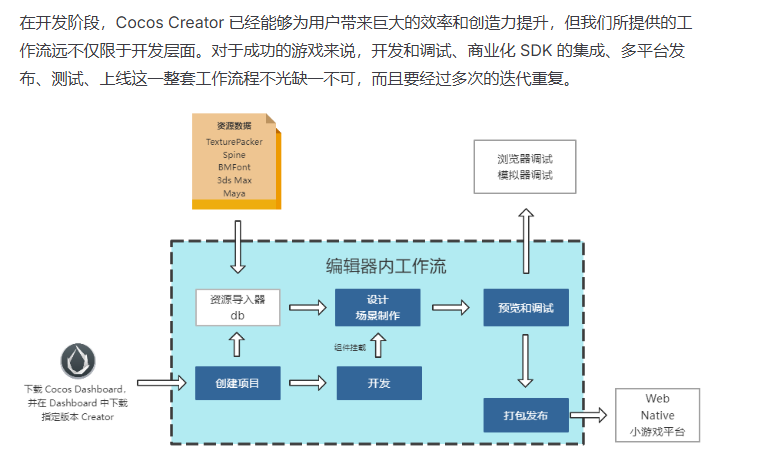 在开发阶段，Cocos Creator 已经能够为用户带来巨大的效率和创造力提升，但我们所提供的工
作流远不仅限于开发层面。对于成功的游戏来说，开发和调试、商业化 SDK 的集成、多平台发
布、测试、上线这一整套工作流程不光缺一不可，而且要经过多次的迭代重复。
资源数据
TexturePacker
Spine
BMFont
3ds Max
Maya
浏览器调试
模拟器调试
编辑器内工作流
资源导入器
db
设计
场景制作
预览和调试
组件挂载
下载 Cocos Dashboard，
并在 Dashboard 中下载
指定版本 Creator
创建项目
开发
打包发布
Web
Native
小游戏平台